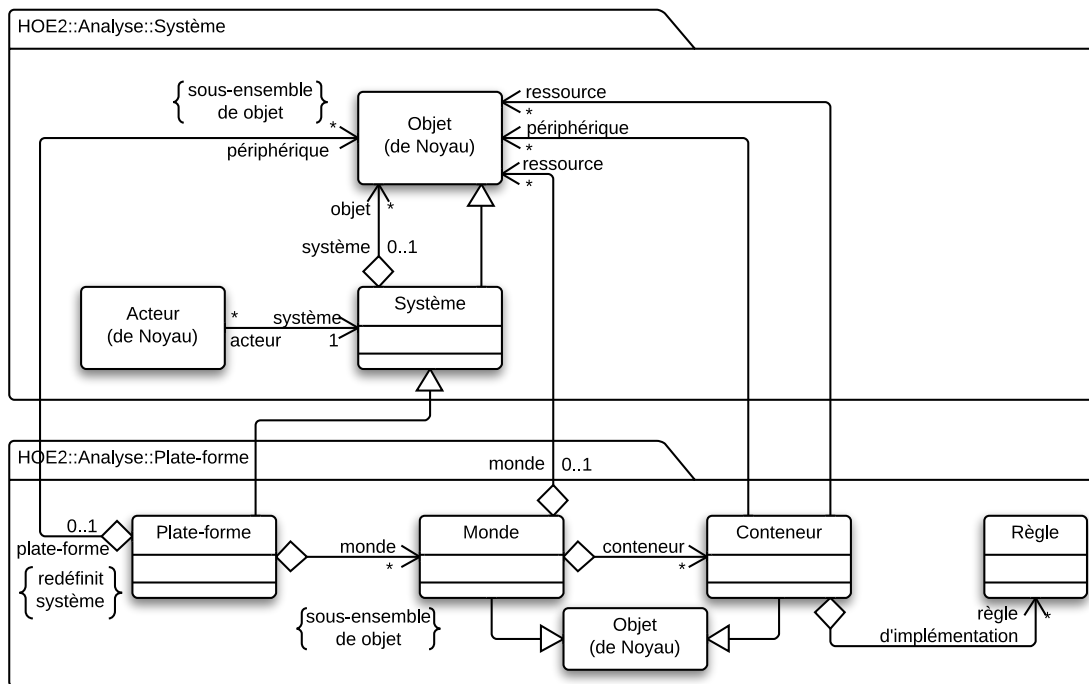 HOE2::Analyse::Système
sous-ensemble
de objet
*
périphérique
Objet
(de Noyau)
ressource
*
périphérique
*
ressource
*
objet
*
système
0..1
Acteur
(de Noyau)
*
acteur
système
1
Système
HOE2::Analyse::Plate-forme
monde
0..1
0..1
plate-forme
redéfinit
système
Plate-forme
monde
*
Monde
conteneur
*
Conteneur
Règle
sous-ensemble
de objet
Objet
(de Noyau)
règle
d'implémentation
*